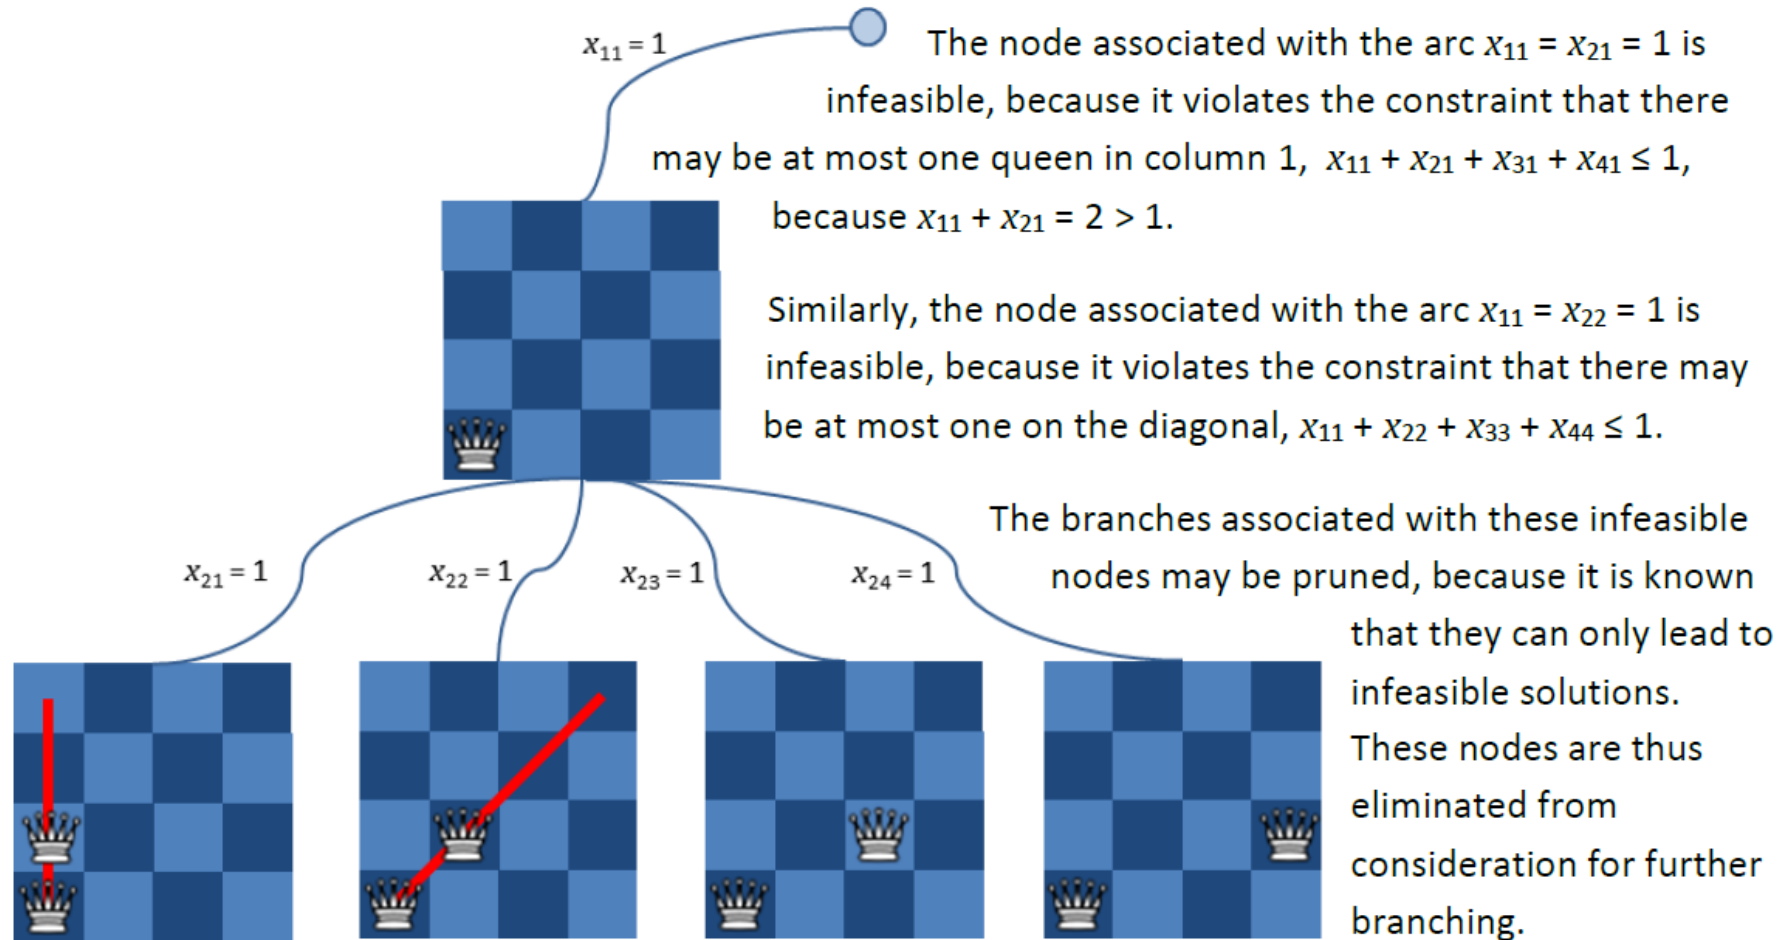 x₁₁ = 1
The node associated with the arc x₁₁ = x₂₁ = 1 is
infeasible, because it violates the constraint that there
may be at most one queen in column 1, x₁₁ + x₂₁ + x₃₁ + x₄₁ ≤ 1,
because x₁₁ + x₂₁ = 2 > 1.
Similarly, the node associated with the arc x₁₁ = x₂₂ = 1 is
infeasible, because it violates the constraint that there may
be at most one on the diagonal, x₁₁ + x₂₂ + x₃₃ + x₄₄ ≤ 1.
The branches associated with these infeasible
nodes may be pruned, because it is known
that they can only lead to
infeasible solutions.
These nodes are thus
eliminated from
consideration for further
branching.
x₂₁ = 1
x₂₂ = 1
x₂₃ = 1
x₂₄ = 1